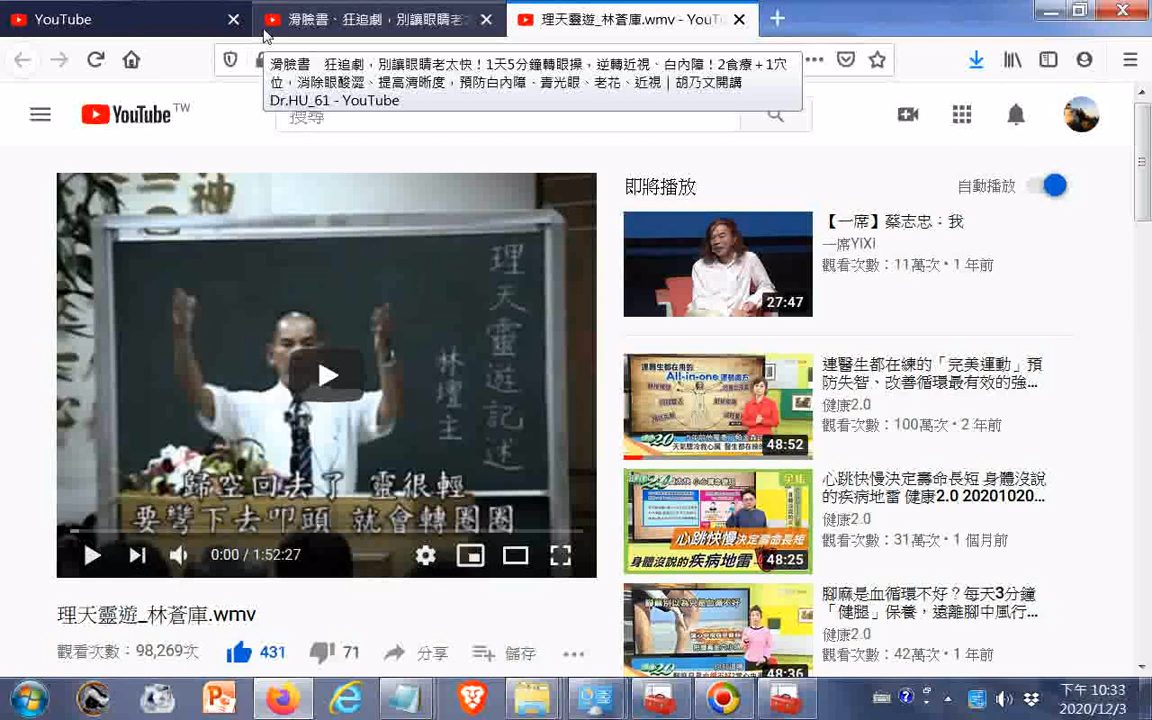 YouTube
滑臉書、狂追劇，別讓眼睛老太
理天靈遊_林蒼庫.wmv - YouT
滑臉書 狂追劇，別讓眼睛老太快！1天5分鐘轉眼操，逆轉近視、白內障！2食療＋1穴
位，消除眼酸澀、提高清晰度，預防白內障、青光眼、老花、近視 | 胡乃文開講
Dr.HU_61 - YouTube
YouTube TW
搜尋
理天靈遊記述
林壇主
歸空回去了 靈很輕
要彎下去叩頭 就會轉圈圈
0:00 / 1:52:27
理天靈遊_林蒼庫.wmv
觀看次數：98,269次
431
71
分享
儲存
即將播放
自動播放
27:47
【一席】蔡志忠：我
一席YIXI
觀看次數：11萬次 • 1 年前
All-in-one
48:52
連醫生都在練的「完美運動」預
防失智、改善循環最有效的強...
健康2.0
觀看次數：100萬次 • 2 年前
心跳快慢決定壽命長短
身體沒說的疾病地雷
48:25
心跳快慢決定壽命長短 身體沒說
的疾病地雷 健康2.0 20201020...
健康2.0
觀看次數：31萬次 • 1 個月前
48:36
腳麻是血循環不好？每天3分鐘
「健腿」保養，遠離腳中風行...
健康2.0
觀看次數：42萬次 • 1 年前
下午 10:33
2020/12/3